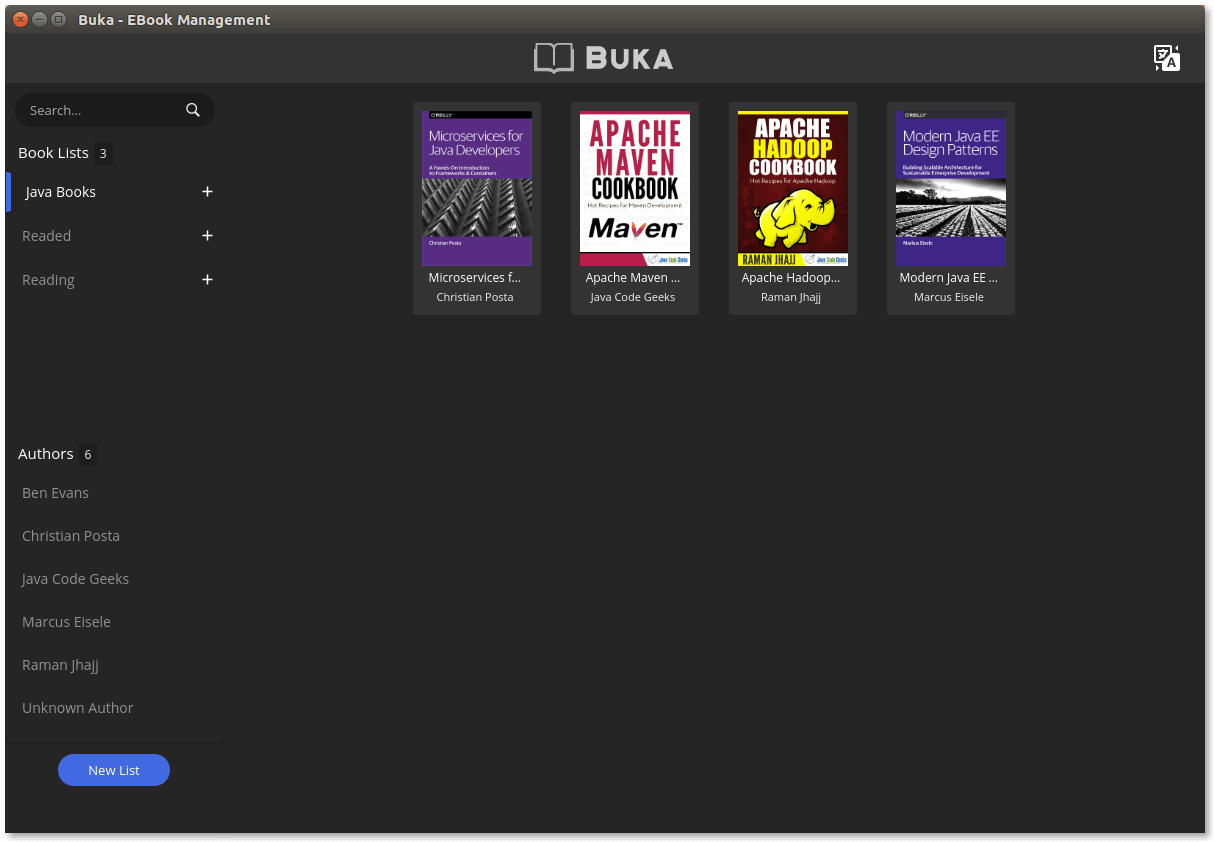 Buka - EBook Management
BUKA
Search...
Book Lists 3
Java Books +
Readed +
Reading +
Authors 6
Ben Evans
Christian Posta
Java Code Geeks
Marcus Eisele
Raman Jhajj
Unknown Author
New List
O'REILLY
Microservices for
Java Developers
A Hands-On Introduction
to Frameworks & Containers
Christian Posta
Microservices f...
Christian Posta
APACHE
MAVEN
COOKBOOK
Hot Recipes for Maven Development
Maven
Java Code Geeks
Apache Maven ...
Java Code Geeks
APACHE
HADOOP
COOKBOOK
Hot Recipes for Apache Hadoop
RAMAN JHAJJ
Java Code Geeks
Apache Hadoop...
Raman Jhajj
O'REILLY
Modern Java EE
Design Patterns
Building Scalable Architecture for
Sustainable Enterprise Development
Markus Eisele
Modern Java EE ...
Marcus Eisele